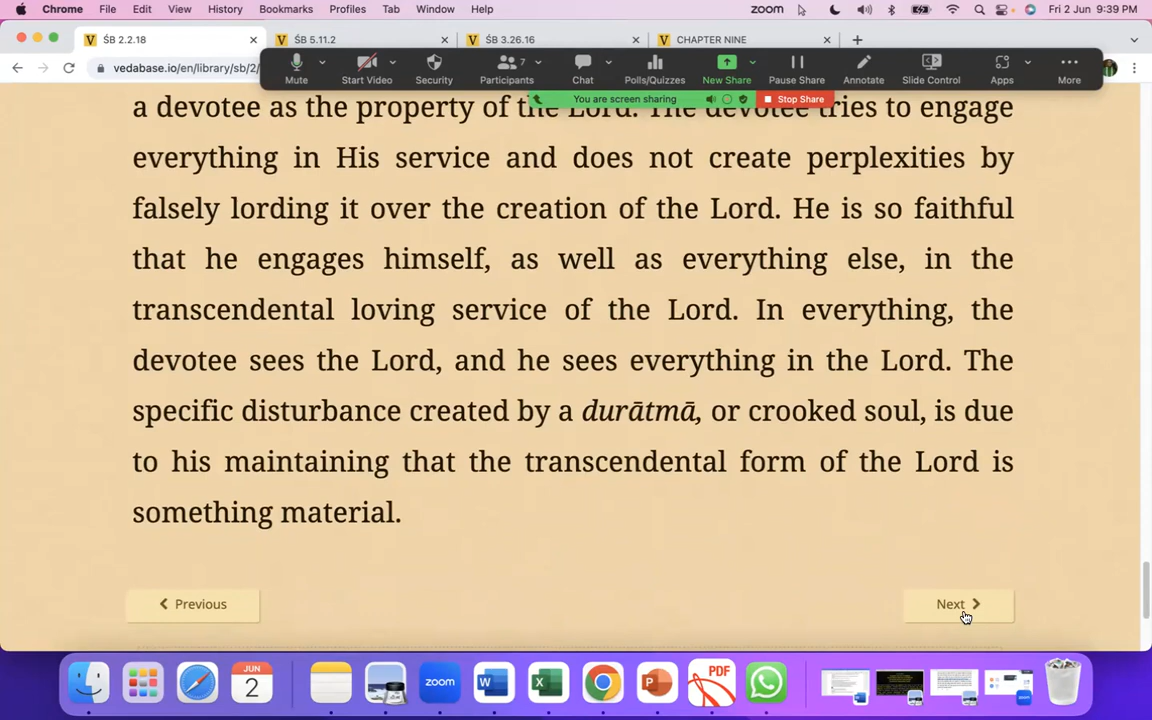 Chrome File Edit View History Bookmarks Profiles Tab Window Help zoom Fri 2 Jun 9:39 PM
ŚB 2.2.18 ŚB 5.11.2 ŚB 3.26.16 CHAPTER NINE
vedabase.io/en/library/sb/2/
Mute Start Video Security Participants 7 Chat Polls/Quizzes New Share Pause Share Annotate Slide Control Apps More
You are screen sharing Stop Share
a devotee as the property of the Lord. The devotee tries to engage
everything in His service and does not create perplexities by
falsely lording it over the creation of the Lord. He is so faithful
that he engages himself, as well as everything else, in the
transcendental loving service of the Lord. In everything, the
devotee sees the Lord, and he sees everything in the Lord. The
specific disturbance created by a durātmā, or crooked soul, is due
to his maintaining that the transcendental form of the Lord is
something material.
Previous Next
JUN
2 zoom PDF